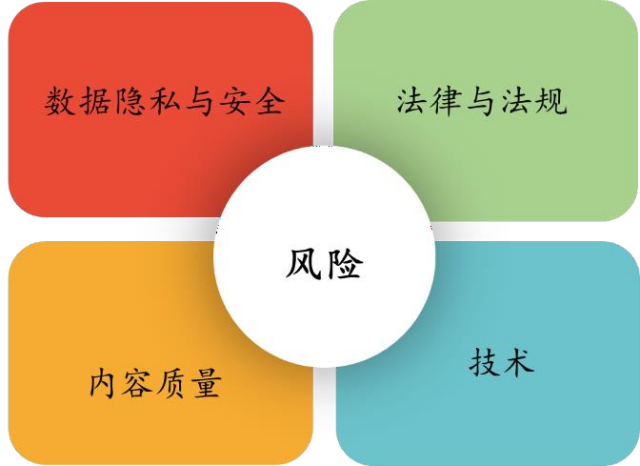 数据隐私与安全
法律与法规
风险
内容质量
技术